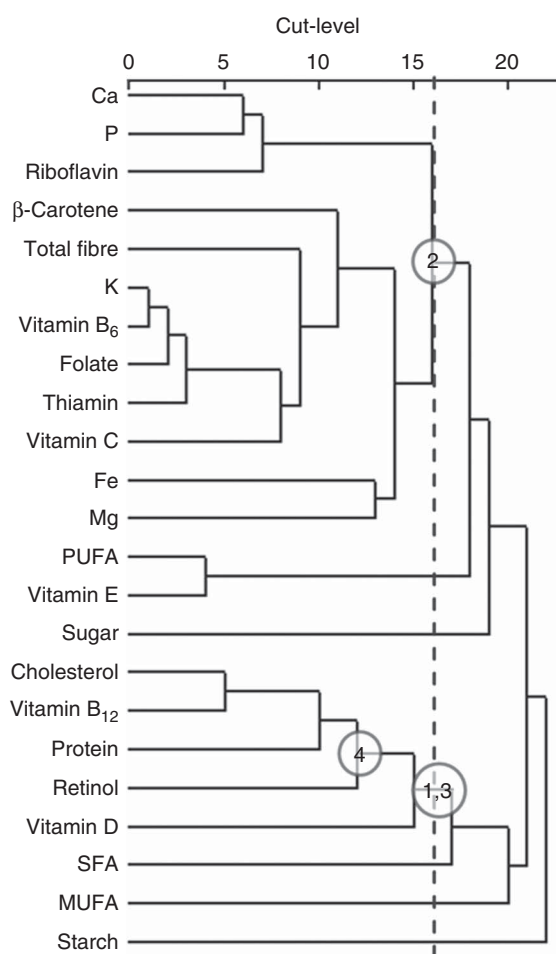 Cut-level
0 5 10 15 20
Ca
P
Riboflavin
β-Carotene
2
Total fibre
K
Vitamin B6
Folate
Thiamin
Vitamin C
Fe
Mg
PUFA
Vitamin E
Sugar
Cholesterol
Vitamin B12
Protein
4
Retinol
1,3
Vitamin D
SFA
MUFA
Starch